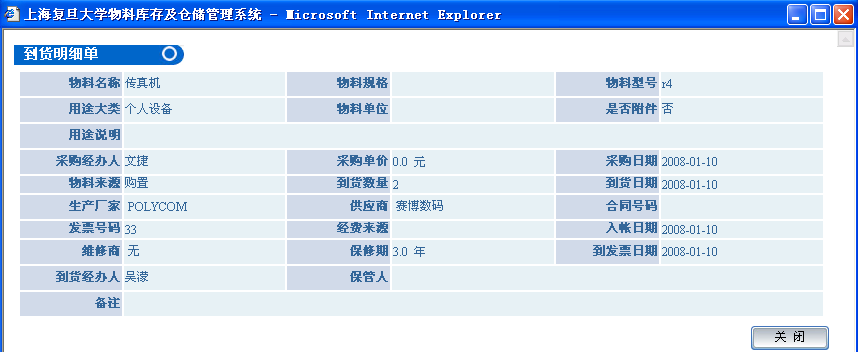 上海复旦大学物料库存及仓储管理系统 - Microsoft Internet Explorer
到货明细单
物料名称 传真机 物料规格 物料型号 r4
用途大类 个人设备 物料单位 是否附件 否
用途说明
采购经办人 文捷 采购单价 0.0 元 采购日期 2008-01-10
物料来源 购置 到货数量 2 到货日期 2008-01-10
生产厂家 POLYCOM 供应商 赛博数码 合同号码
发票号码 33 经费来源 入帐日期 2008-01-10
维修商 无 保修期 3.0 年 到发票日期 2008-01-10
到货经办人 吴濛 保管人
备注
关 闭